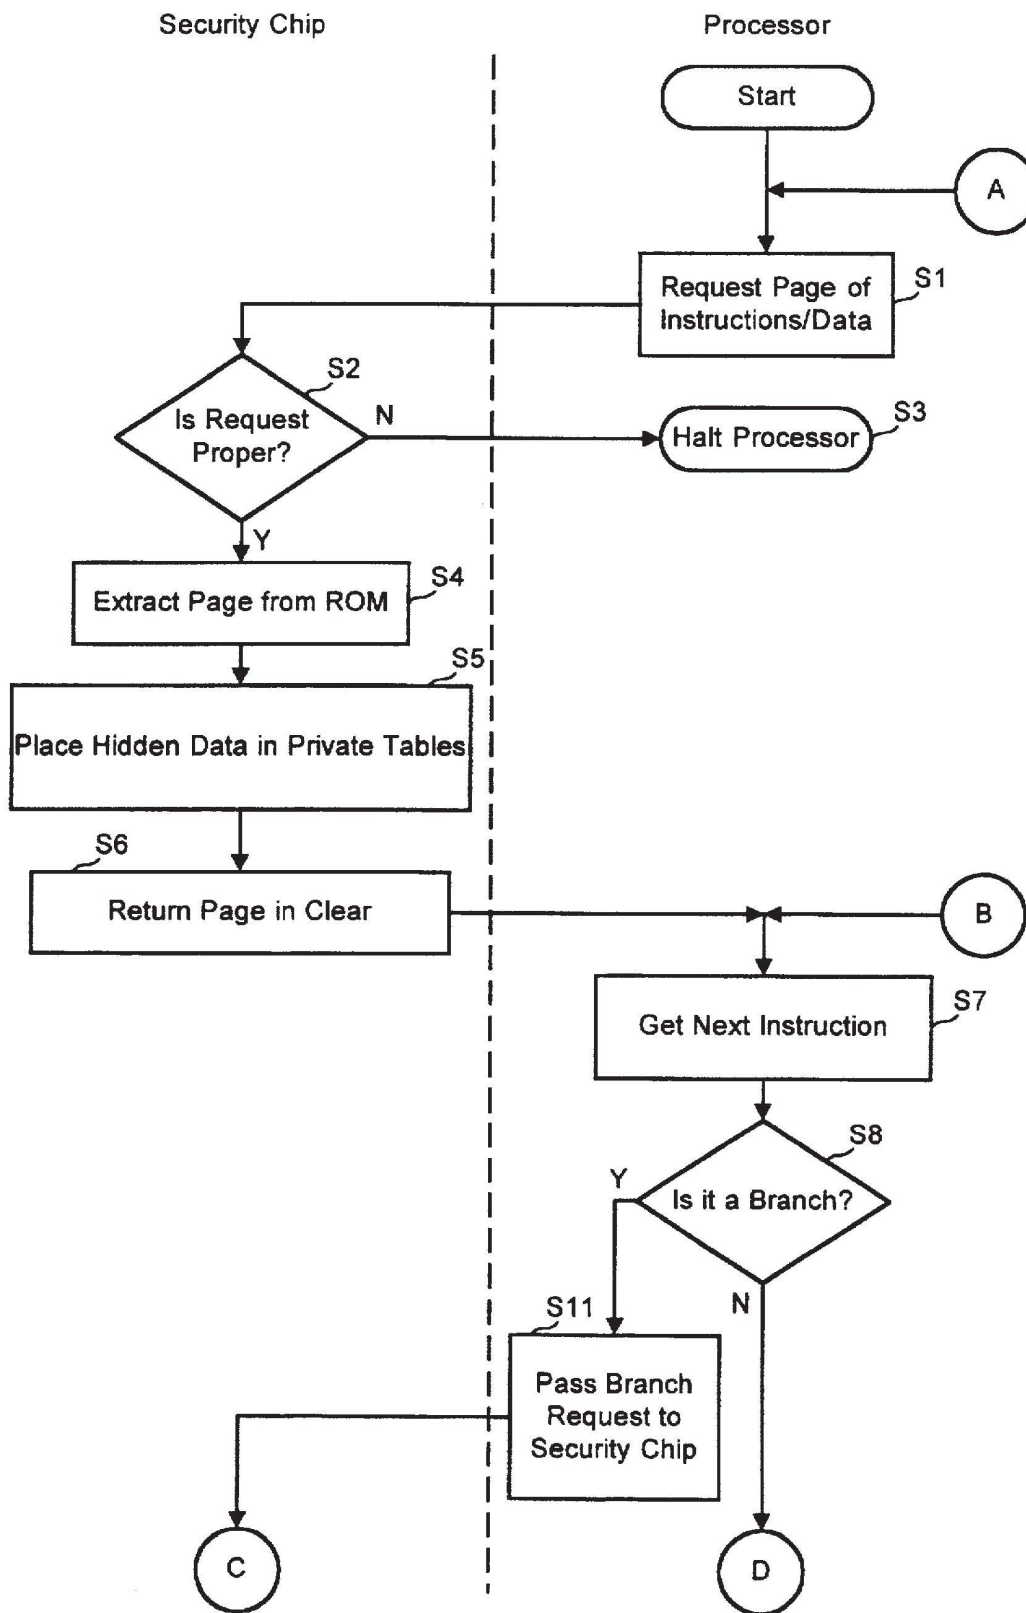 Security Chip
Processor
Start
A
S1
Request Page of
Instructions/Data
S2
Is Request
Proper?
N
S3
Halt Processor
Y
S4
Extract Page from ROM
S5
Place Hidden Data in Private Tables
S6
Return Page in Clear
B
S7
Get Next Instruction
S8
Y
Is it a Branch?
N
S11
Pass Branch
Request to
Security Chip
C
D